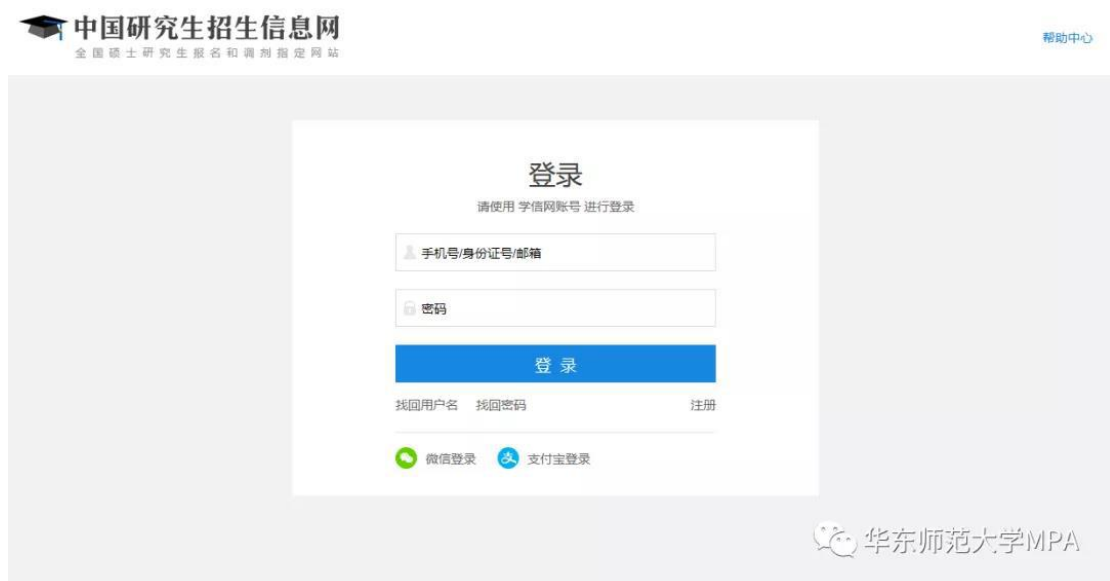 中国研究生招生信息网
全国硕士研究生报名和调剂指定网站
帮助中心
登录
请使用 学信网账号 进行登录
手机号/身份证号/邮箱
密码
登 录
找回用户名 找回密码 注册
微信登录 支付宝登录
华东师范大学MPA